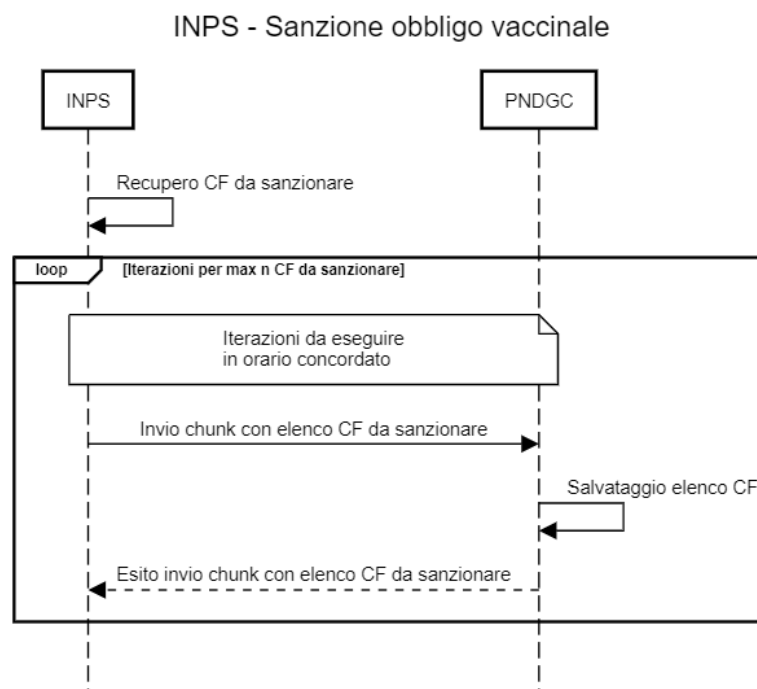 INPS - Sanzione obbligo vaccinale
INPS
PNDGC
Recupero CF da sanzionare
loop
[Iterazioni per max n CF da sanzionare]
Iterazioni da eseguire
in orario concordato
Invio chunk con elenco CF da sanzionare
Salvataggio elenco CF
Esito invio chunk con elenco CF da sanzionare